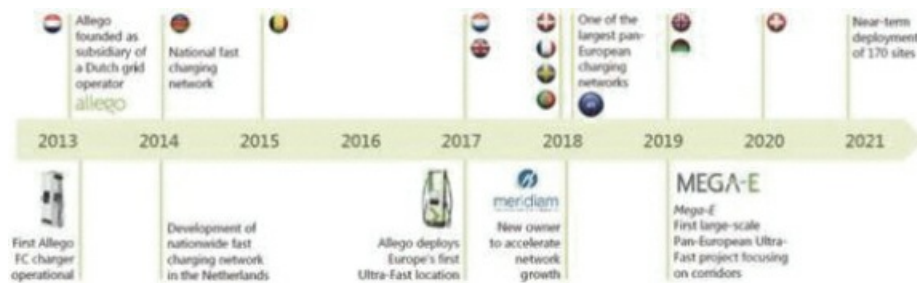 Allego
founded as
subsidiary of
a Dutch grid
operator
allego
National fast
charging
network
One of the
largest pan-
European
charging
networks
Near-term
deployment
of 170 sites
2013 2014 2015 2016 2017 2018 2019 2020 2021
First Allego
FC charger
operational
Development of
nationwide fast
charging network
in the Netherlands
Allego deploys
Europe's first
Ultra-Fast location
meridiam
New owner
to accelerate
network
growth
MEGA-E
Mega-E
First large-scale
Pan-European Ultra-
Fast project focusing
on corridors